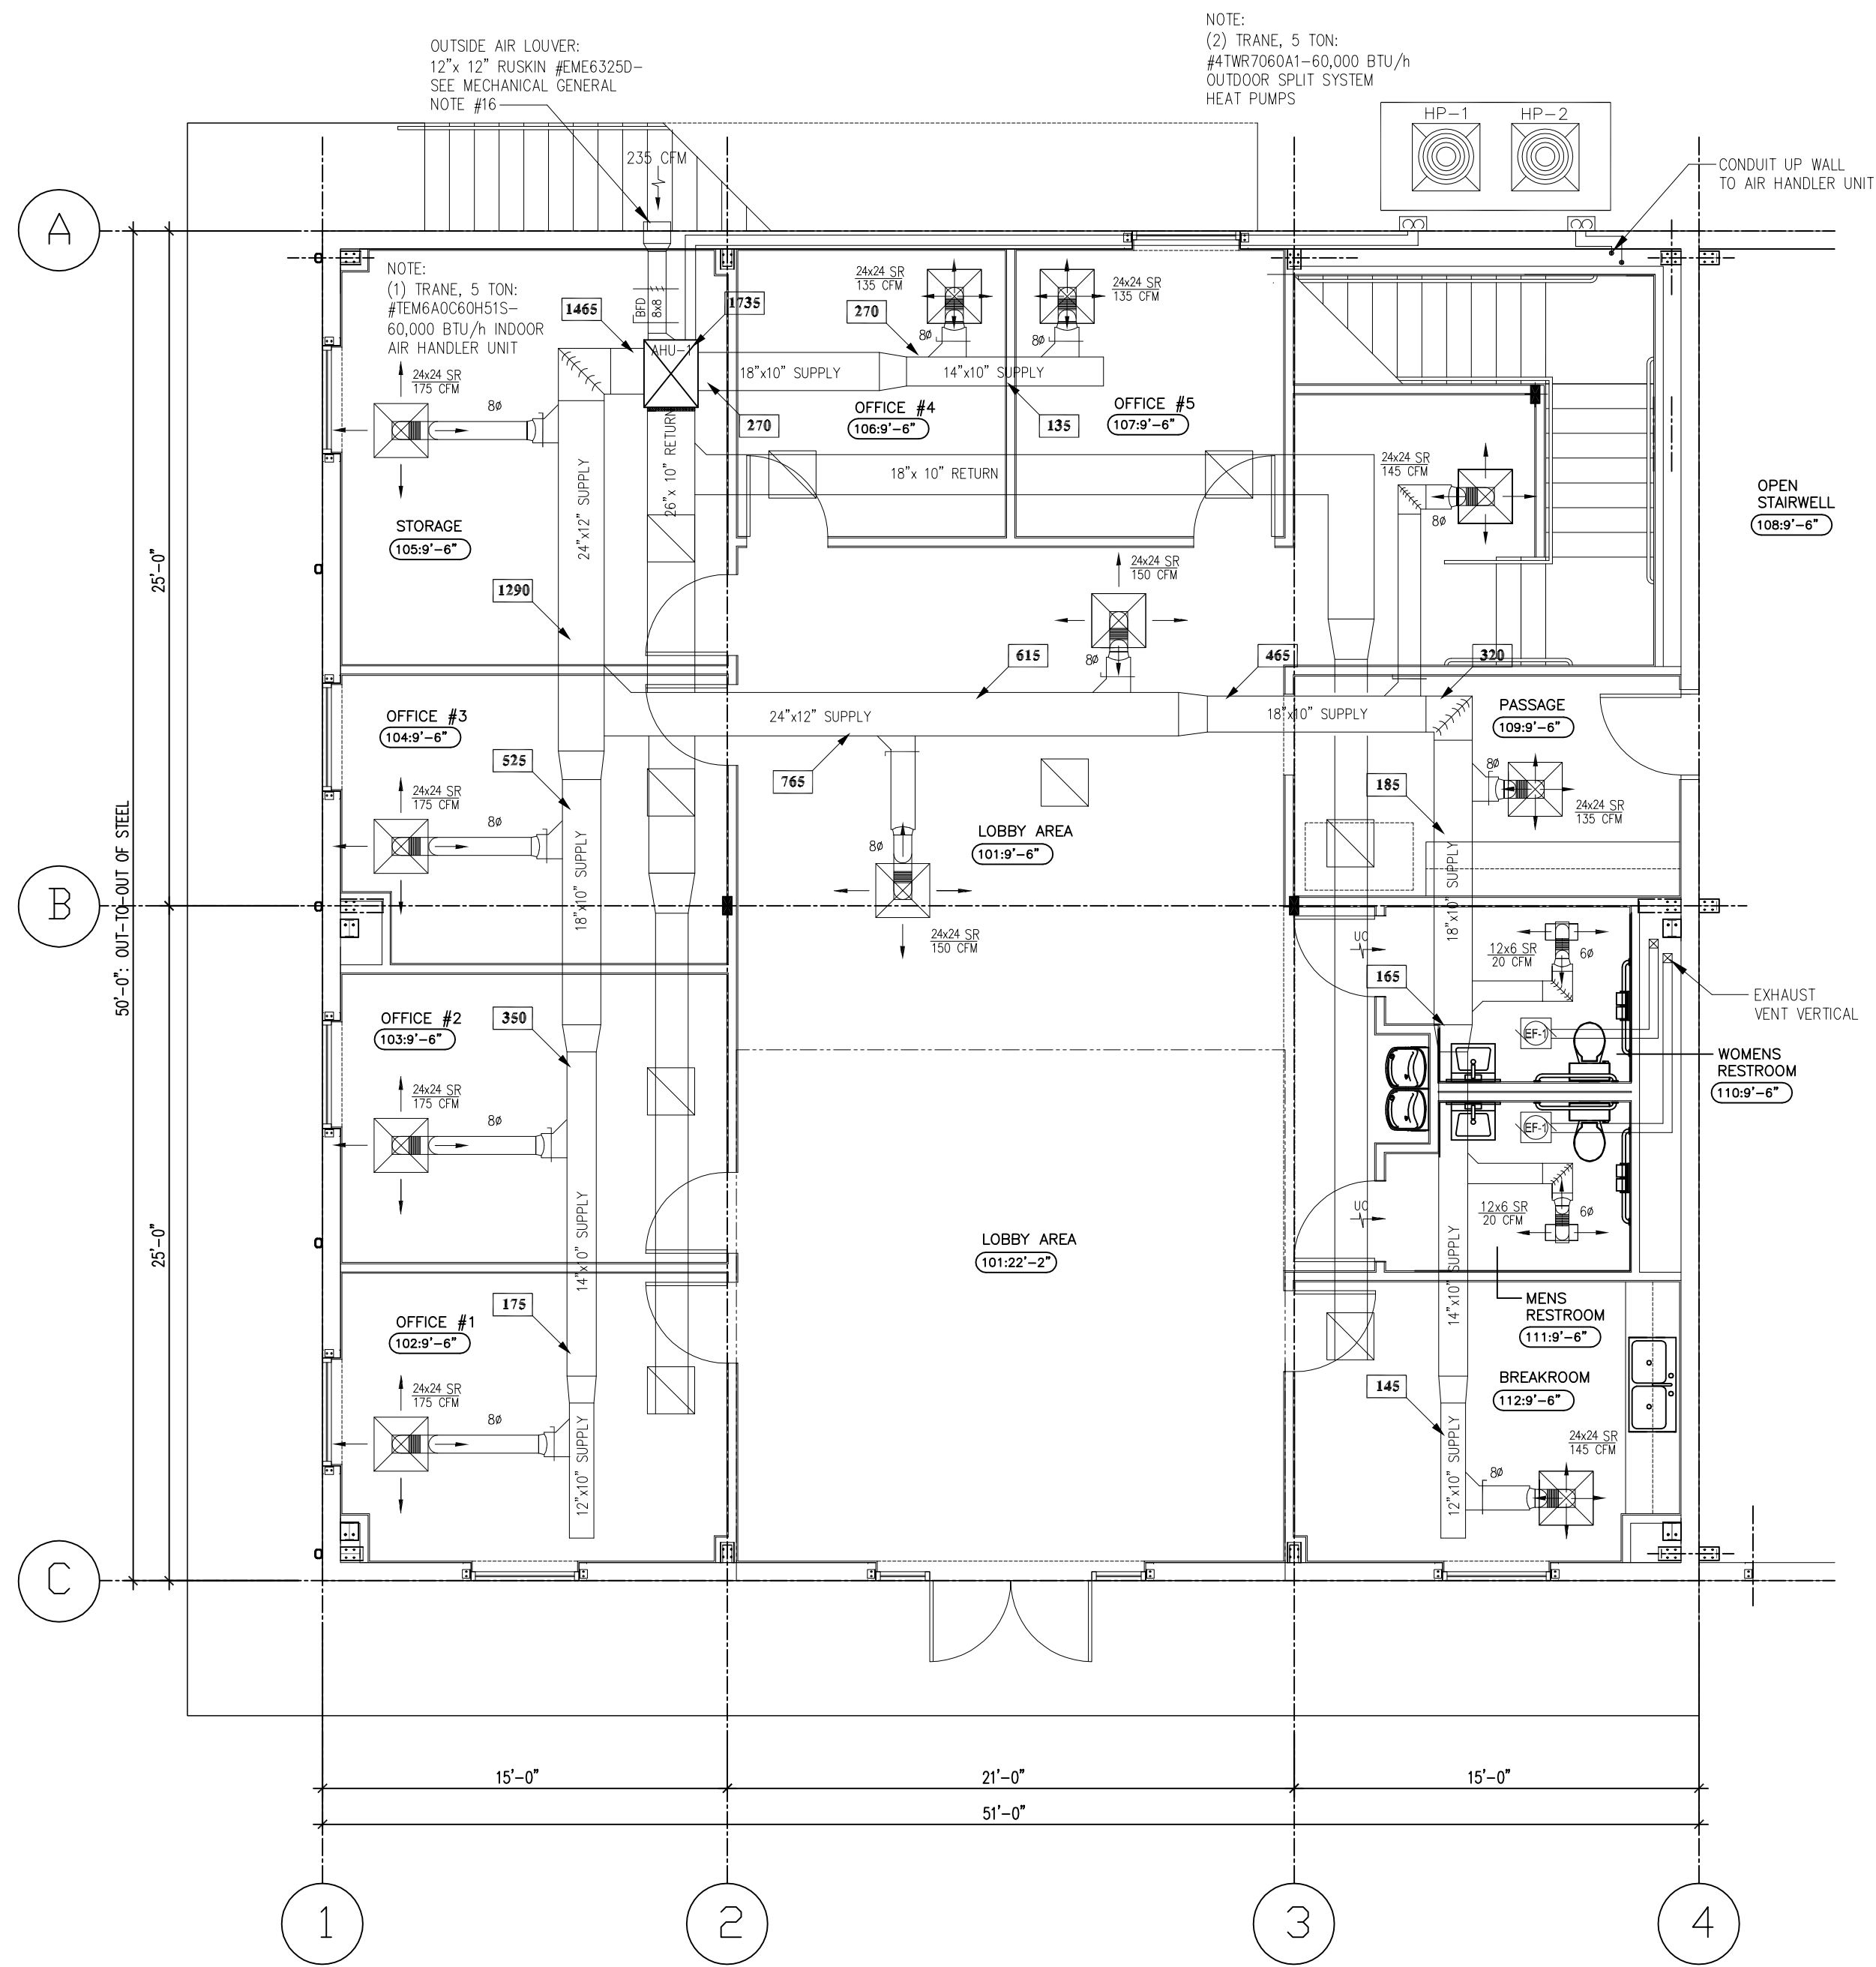 NOTE:
(2) TRANE, 5 TON:
#4TWR7060A1-60,000 BTU/h
OUTDOOR SPLIT SYSTEM
HEAT PUMPS
OUTSIDE AIR LOUVER:
12"x 12" RUSKIN #EME6325D-
SEE MECHANICAL GENERAL
NOTE #16
HP-1
HP-2
235 CFM
CONDUIT UP WALL
TO AIR HANDLER UNIT
A
NOTE:
(1) TRANE, 5 TON:
#TEM6A0C60H51S-
60,000 BTU/h INDOOR
AIR HANDLER UNIT
1465
BFD
8x8
1735
AHU-1
24x24 SR
135 CFM
8ø
270
24x24 SR
135 CFM
8ø
18"x10" SUPPLY
14"x10" SUPPLY
24x24 SR
175 CFM
8ø
OFFICE #4
106:9'-6"
OFFICE #5
107:9'-6"
270
135
26"x 10" RETURN
18"x 10" RETURN
24x24 SR
145 CFM
8ø
OPEN
STAIRWELL
108:9'-6"
STORAGE
105:9'-6"
24"x12" SUPPLY
25'-0"
1290
24x24 SR
150 CFM
8ø
615
465
320
24"x12" SUPPLY
18"x10" SUPPLY
PASSAGE
109:9'-6"
OFFICE #3
104:9'-6"
525
765
185
8ø
24x24 SR
135 CFM
24x24 SR
175 CFM
8ø
LOBBY AREA
101:9'-6"
8ø
18"x10" SUPPLY
18"x10" SUPPLY
50'-0": OUT-TO-OUT OF STEEL
B
24x24 SR
150 CFM
UC
12x6 SR
20 CFM
6ø
165
EXHAUST
VENT VERTICAL
OFFICE #2
103:9'-6"
350
EF-1
WOMENS
RESTROOM
110:9'-6"
24x24 SR
175 CFM
8ø
EF-1
UC
12x6 SR
20 CFM
6ø
14"x10" SUPPLY
14"x10" SUPPLY
25'-0"
LOBBY AREA
101:22'-2"
MENS
RESTROOM
111:9'-6"
OFFICE #1
102:9'-6"
175
BREAKROOM
112:9'-6"
145
24x24 SR
175 CFM
8ø
12"x10" SUPPLY
12"x10" SUPPLY
24x24 SR
145 CFM
8ø
C
15'-0"
21'-0"
15'-0"
51'-0"
1
2
3
4